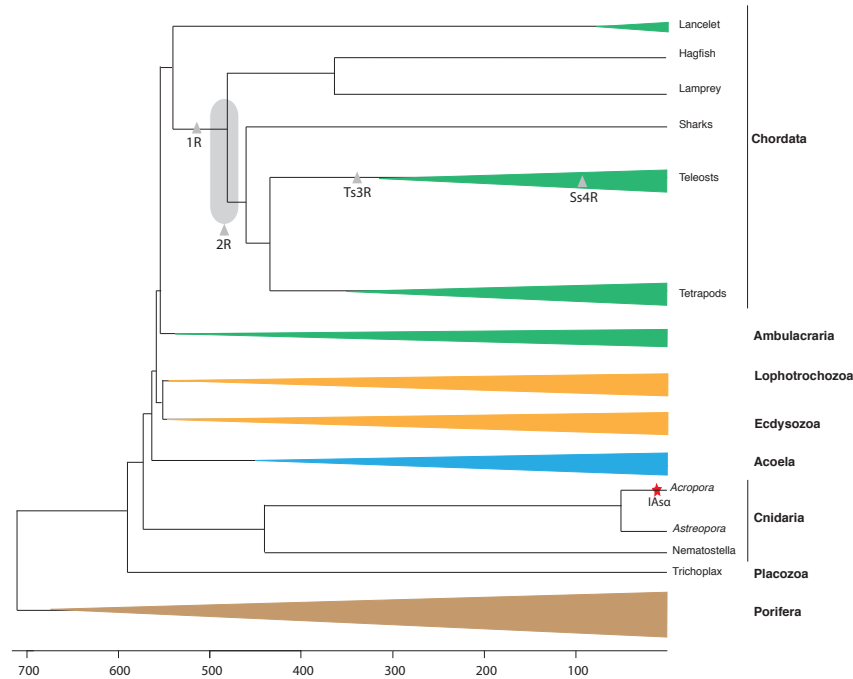 Lancelet
Hagfish
Lamprey
Sharks
Chordata
1R
Teleosts
Ts3R
Ss4R
2R
Tetrapods
Ambulacraria
Lophotrochozoa
Ecdysozoa
Acoela
Acropora
IAsα
Cnidaria
Astreopora
Nematostella
Trichoplax
Placozoa
Porifera
700 600 500 400 300 200 100